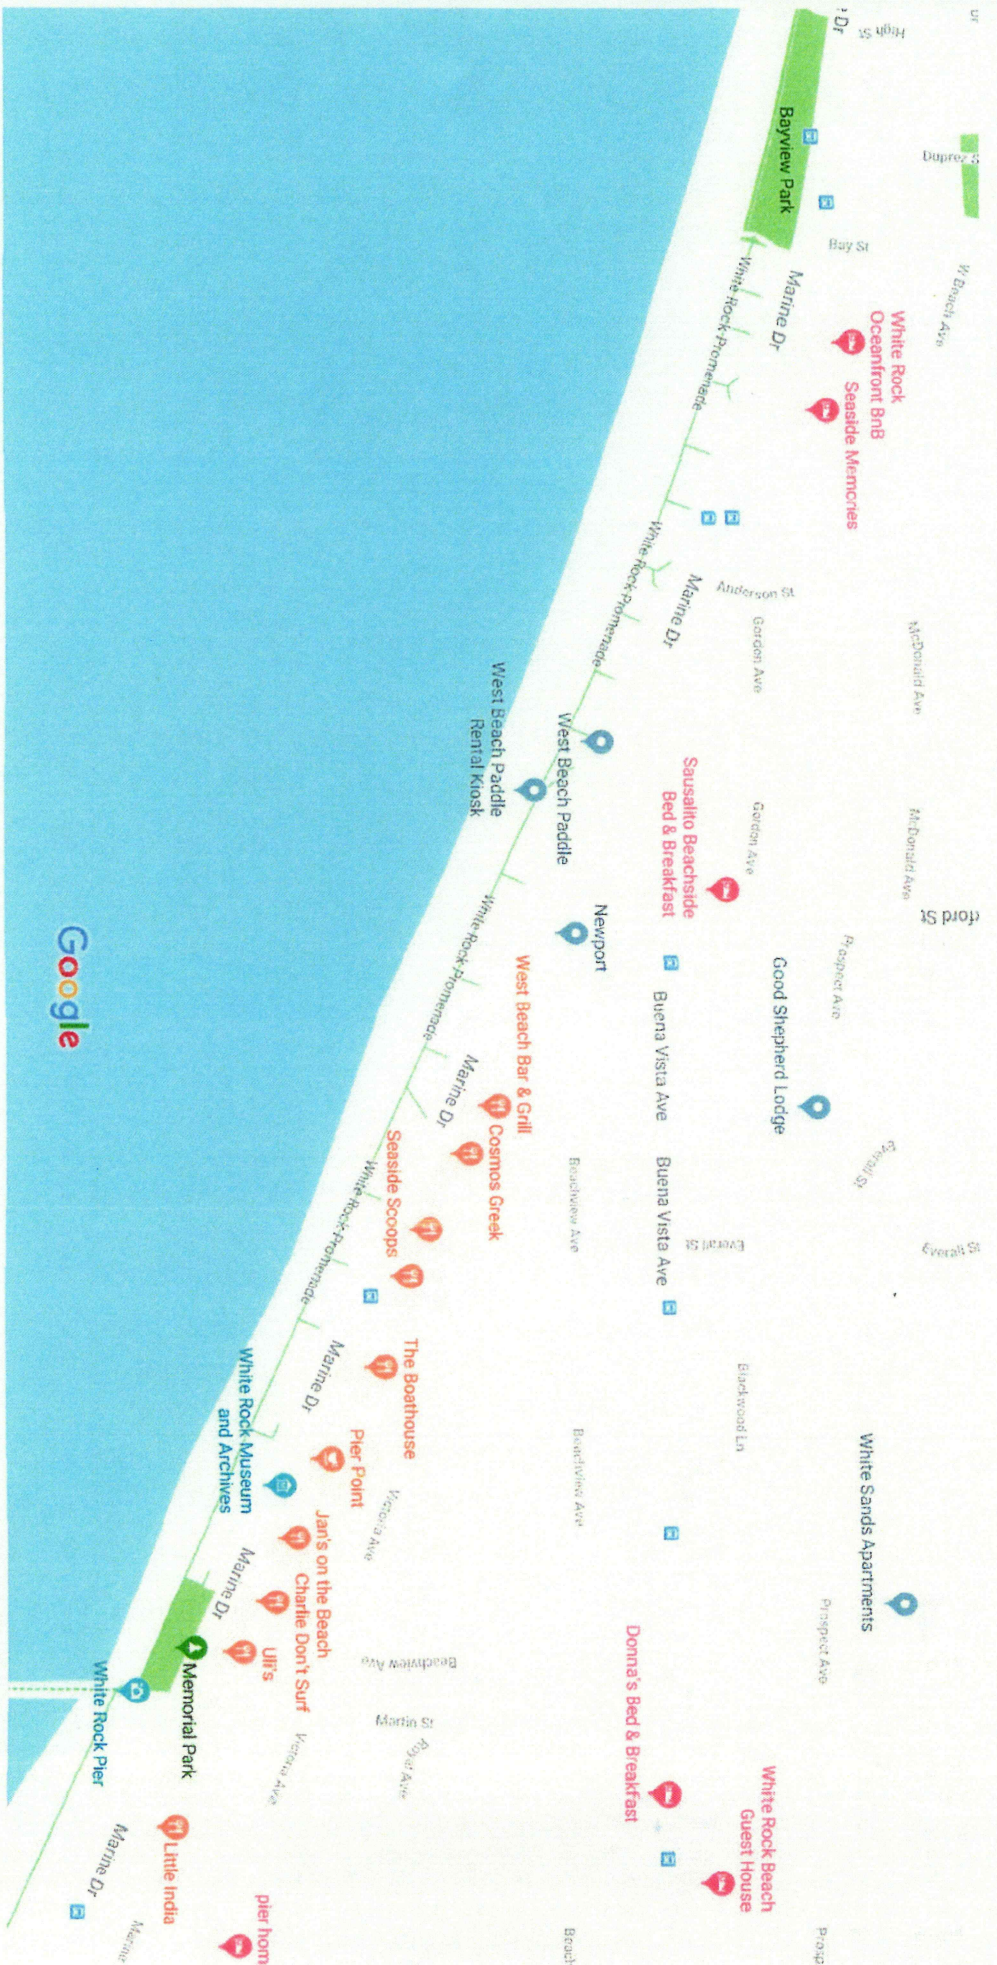 Duprez S
High St
W Beach Ave
McDonald Ave
McDonald Ave
Everall St
White Rock
Oceanfront BnB
Seaside Memories
Bay St
Prospect Ave
Everall St
White Sands Apartments
Prospect Ave
Bayview Park
Marine Dr
Anderson St
Gordon Ave
Gordon Ave
Good Shepherd Lodge
Everall St
Blackwood Ln
White Rock Beach
Guest House
White Rock Promenade
Marine Dr
Sausalito Beachside
Bed & Breakfast
Buena Vista Ave
Buena Vista Ave
Donna's Bed & Breakfast
White Rock Promenade
West Beach Paddle
Newport
Beachview Ave
Beachview Ave
West Beach Paddle
Rental Kiosk
West Beach Bar & Grill
Cosmos Greek
White Rock Promenade
Marine Dr
Seaside Scoops
The Boathouse
Beachview Ave
Martin St
Royal Ave
White Rock Promenade
Marine Dr
Pier Point
Victoria Ave
Jan's on the Beach
Charlie Don't Surf
Uli's
Victoria Ave
White Rock Museum
and Archives
Marine Dr
Memorial Park
pier hom
White Rock Pier
Little India
Marine Dr
Google